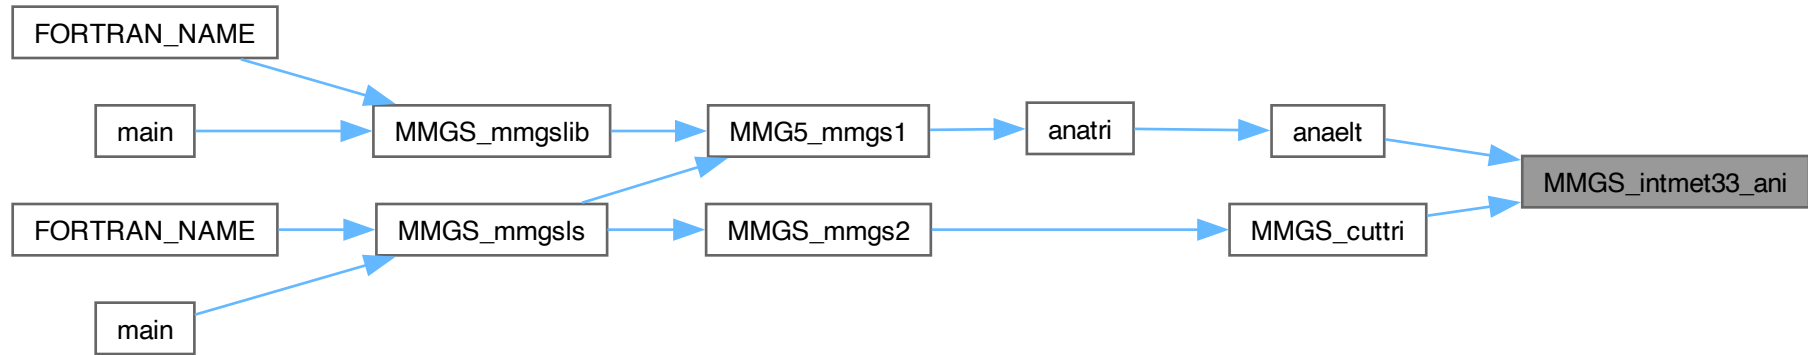 FORTRAN_NAME
main
MMGS_mmgslib
MMG5_mmgs1
anatri
anaelt
MMGS_intmet33_ani
FORTRAN_NAME
MMGS_mmgsls
MMGS_mmgs2
MMGS_cuttri
main